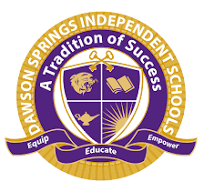 DAWSON SPRINGS INDEPENDENT SCHOOLS
A Tradition of Success
Equip
Educate
Empower